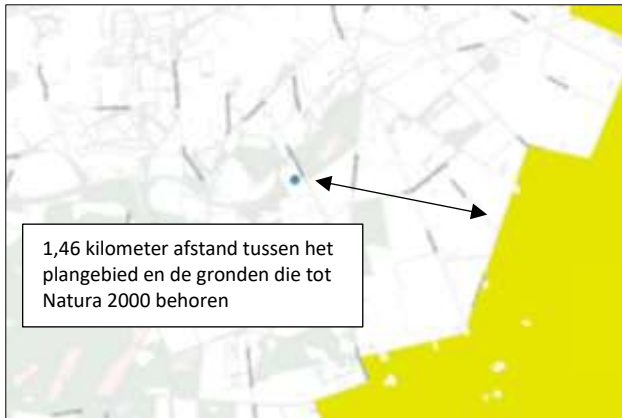 1,46 kilometer afstand tussen het
plangebied en de gronden die tot
Natura 2000 behoren